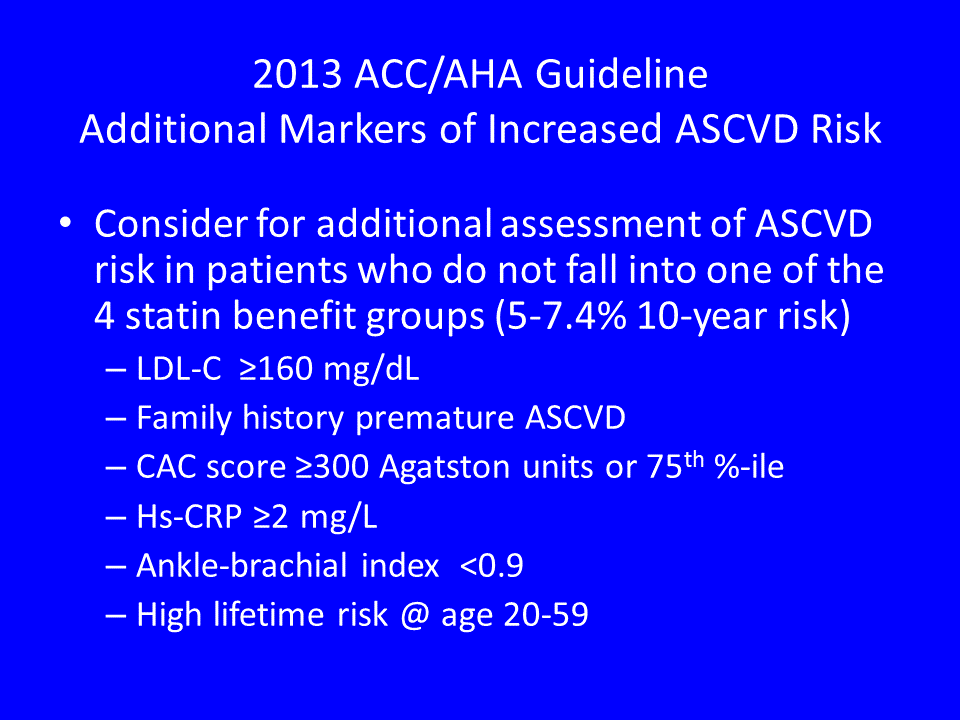 2013 ACC/AHA Guideline
Additional Markers of Increased ASCVD Risk
• Consider for additional assessment of ASCVD
risk in patients who do not fall into one of the
4 statin benefit groups (5-7.4% 10-year risk)
– LDL-C ≥160 mg/dL
– Family history premature ASCVD
– CAC score ≥300 Agatston units or 75th %-ile
– Hs-CRP ≥2 mg/L
– Ankle-brachial index <0.9
– High lifetime risk @ age 20-59